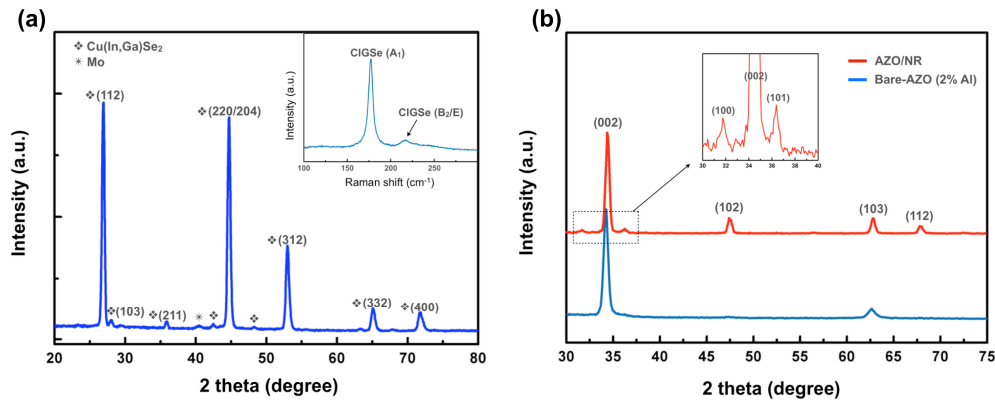 (a)
❖ Cu(In,Ga)Se₂
✳ Mo
❖(112)
❖(220/204)
❖(312)
❖(103)
❖(211)
✳
❖
❖
❖(332)
❖(400)
Intensity (a.u.)
20 30 40 50 60 70 80
2 theta (degree)
CIGSe (A₁)
CIGSe (B₂/E)
Intensity (a.u.)
100 150 200 250
Raman shift (cm⁻¹)
(b)
AZO/NR
Bare-AZO (2% Al)
(002)
(102)
(103)
(112)
(100)
(002)
(101)
30 32 34 36 38 40
Intensity (a.u.)
30 35 40 45 50 55 60 65 70 75
2 theta (degree)